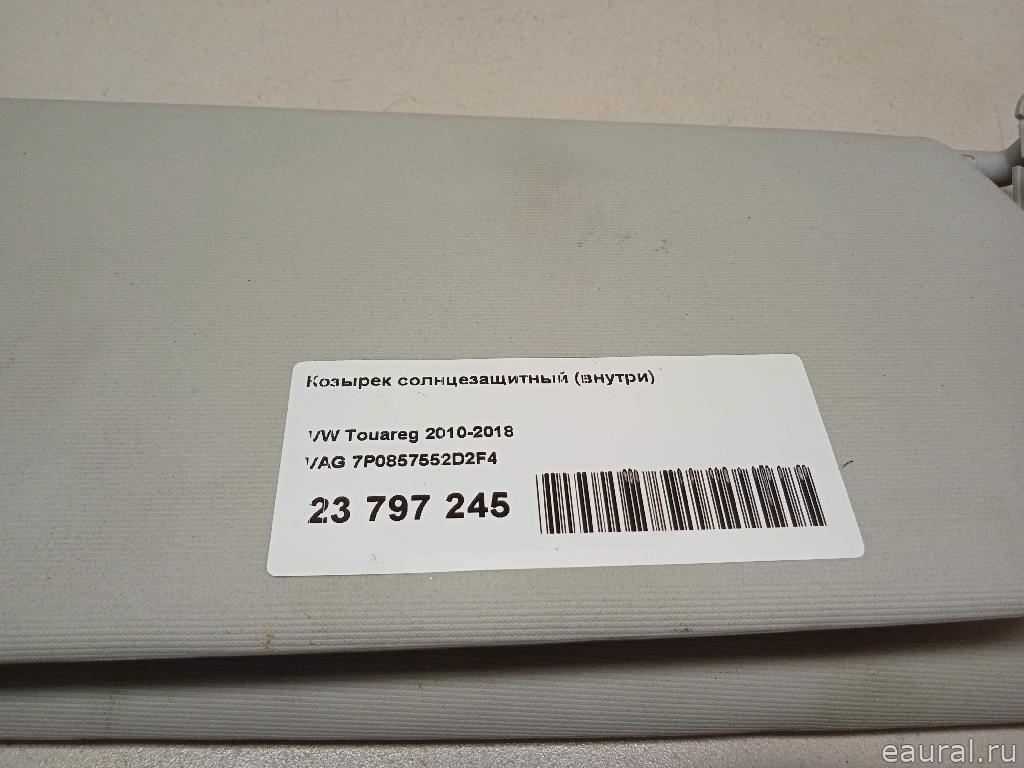 Козырек солнцезащитный (внутри)
VW Touareg 2010-2018
VAG 7P0857552D2F4
23 797 245
eaural.ru